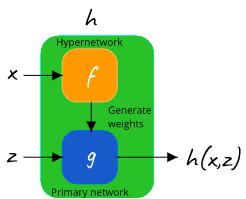 h
Hypernetwork
x
f
Generate
weights
z
g
h(x,z)
Primary network